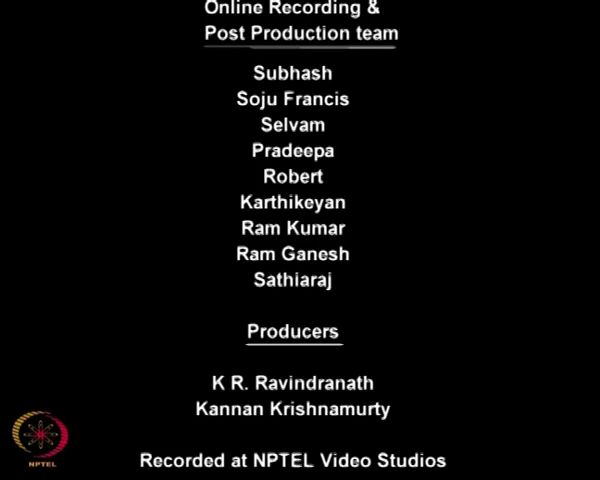 Online Recording &
Post Production team
Subhash
Soju Francis
Selvam
Pradeepa
Robert
Karthikeyan
Ram Kumar
Ram Ganesh
Sathiaraj
Producers
K R. Ravindranath
Kannan Krishnamurty
NPTEL
Recorded at NPTEL Video Studios